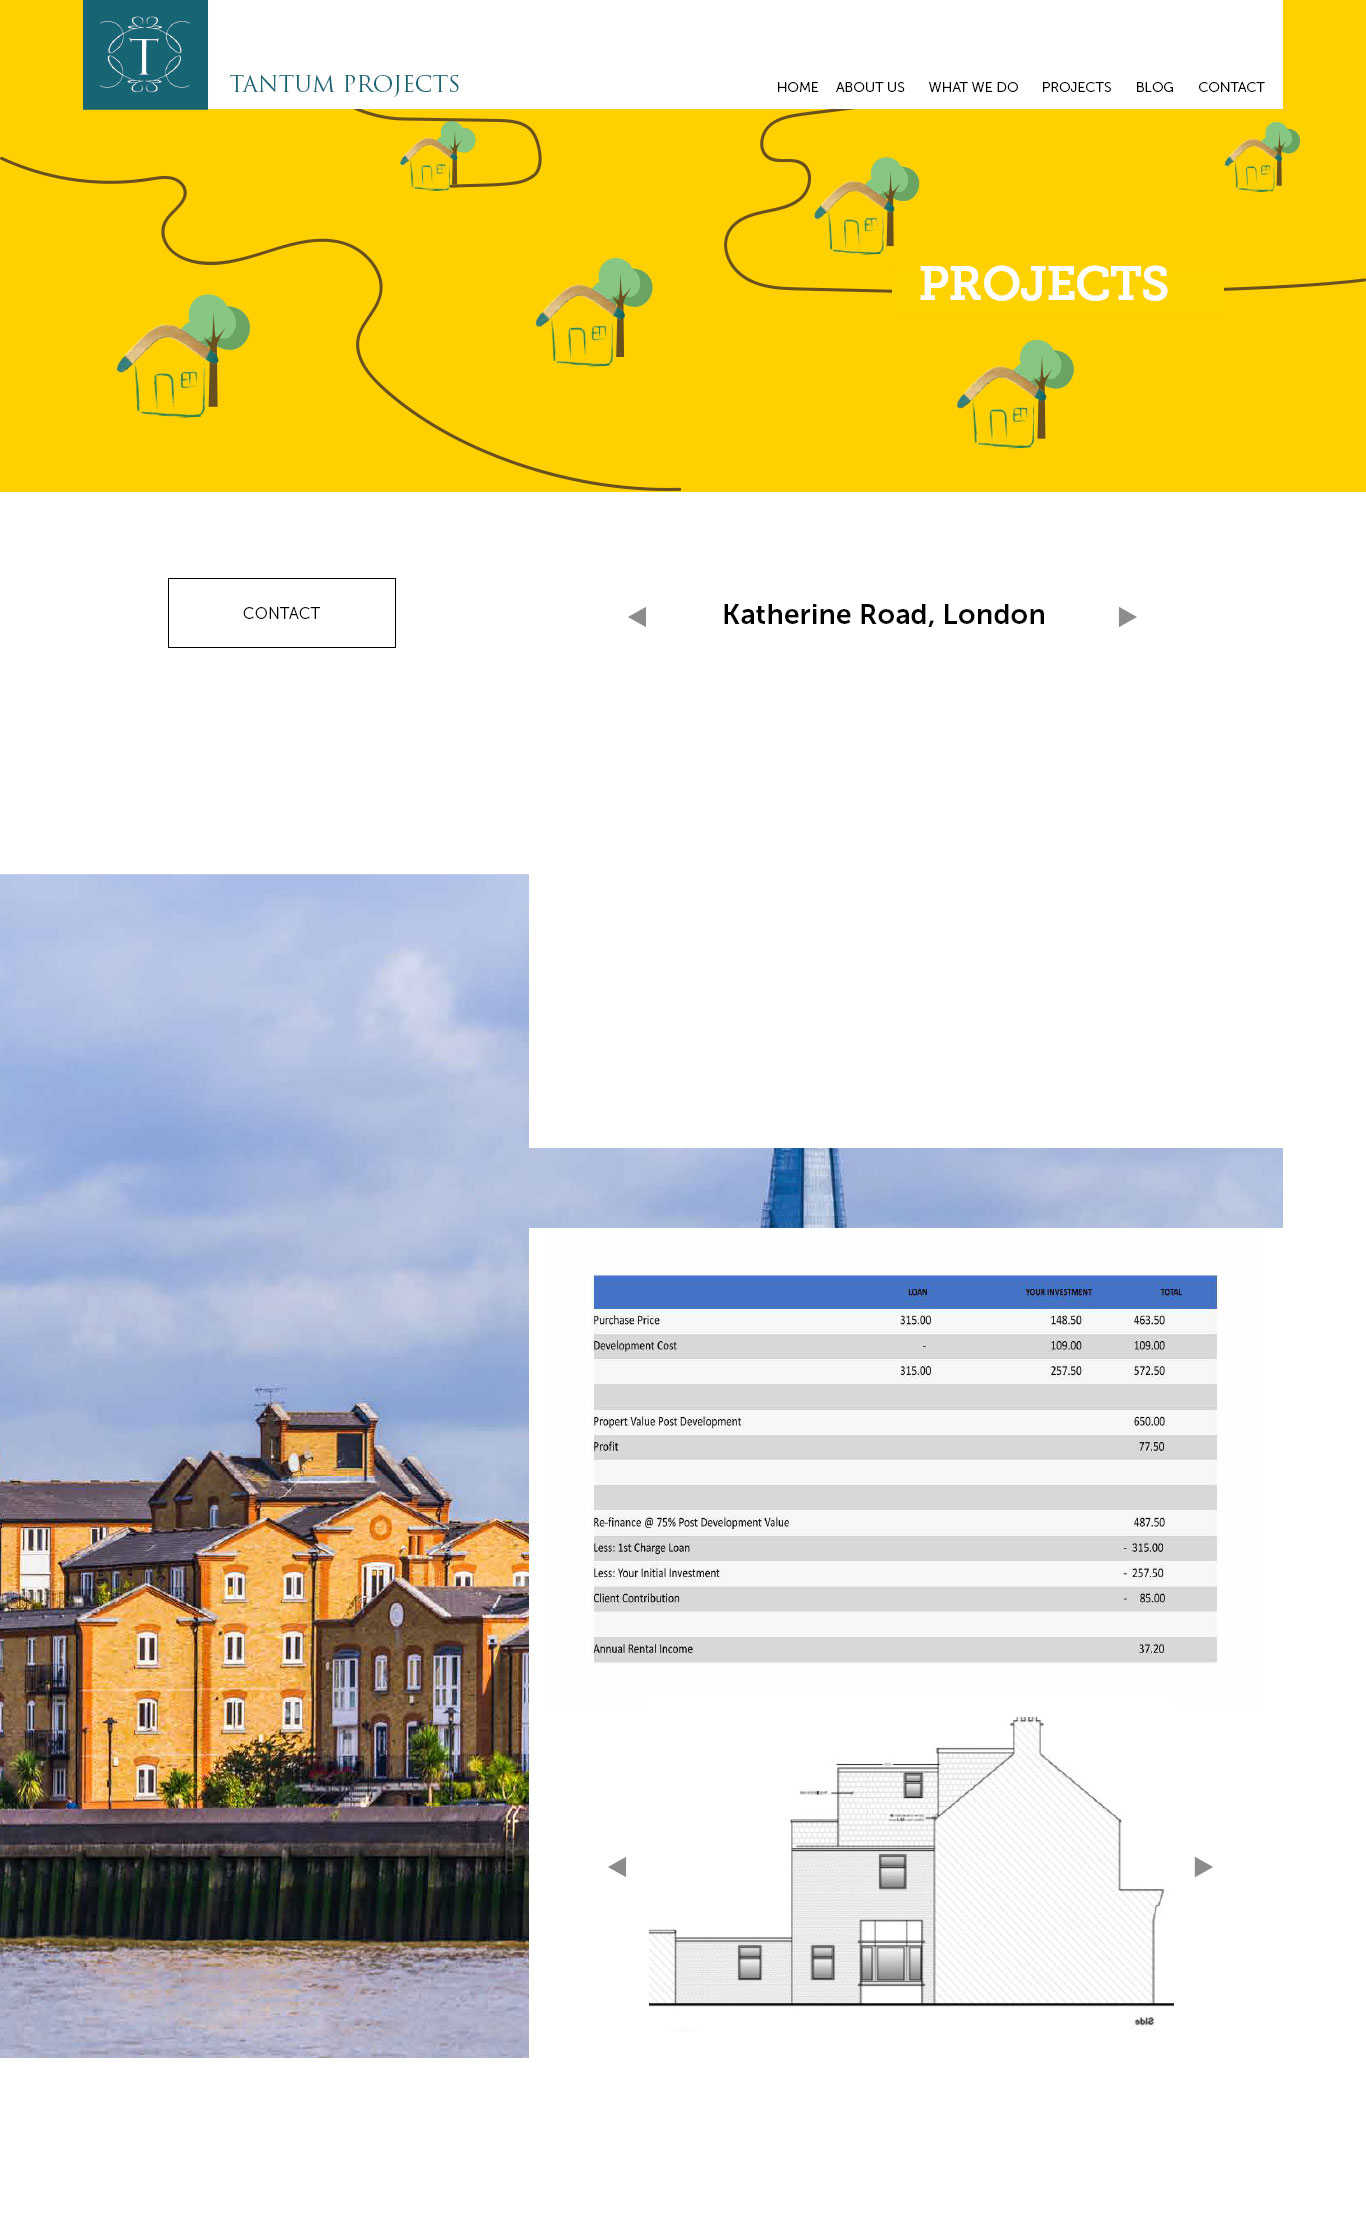 T
TANTUM PROJECTS
HOME ABOUT US WHAT WE DO PROJECTS BLOG CONTACT
PROJECTS
CONTACT
Katherine Road, London
LOAN YOUR INVESTMENT TOTAL
Purchase Price 315.00 148.50 463.50
Development Cost - 109.00 109.00
315.00 257.50 572.50
Propert Value Post Development 650.00
Profit 77.50
Re-finance @ 75% Post Development Value 487.50
Less: 1st Charge Loan - 315.00
Less: Your Initial Investment - 257.50
Client Contribution - 85.00
Annual Rental Income 37.20
Side